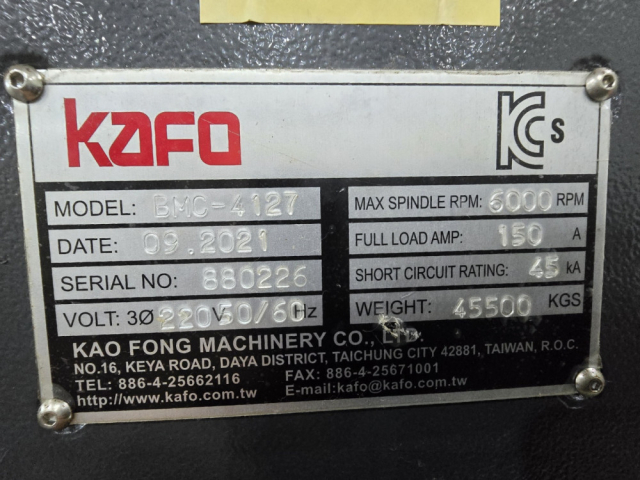 KAFO
KCs
MODEL: BMC-4127
DATE: 09.2021
SERIAL NO: 880226
VOLT: 3Ø 220V 50/60Hz
MAX SPINDLE RPM: 6000 RPM
FULL LOAD AMP: 150 A
SHORT CIRCUIT RATING: 45 kA
WEIGHT: 45500 KGS
KAO FONG MACHINERY CO., LTD.
NO.16, KEYA ROAD, DAYA DISTRICT, TAICHUNG CITY 42881, TAIWAN, R.O.C.
TEL: 886-4-25662116 FAX: 886-4-25671001
http://www.kafo.com.tw E-mail:kafo@kafo.com.tw